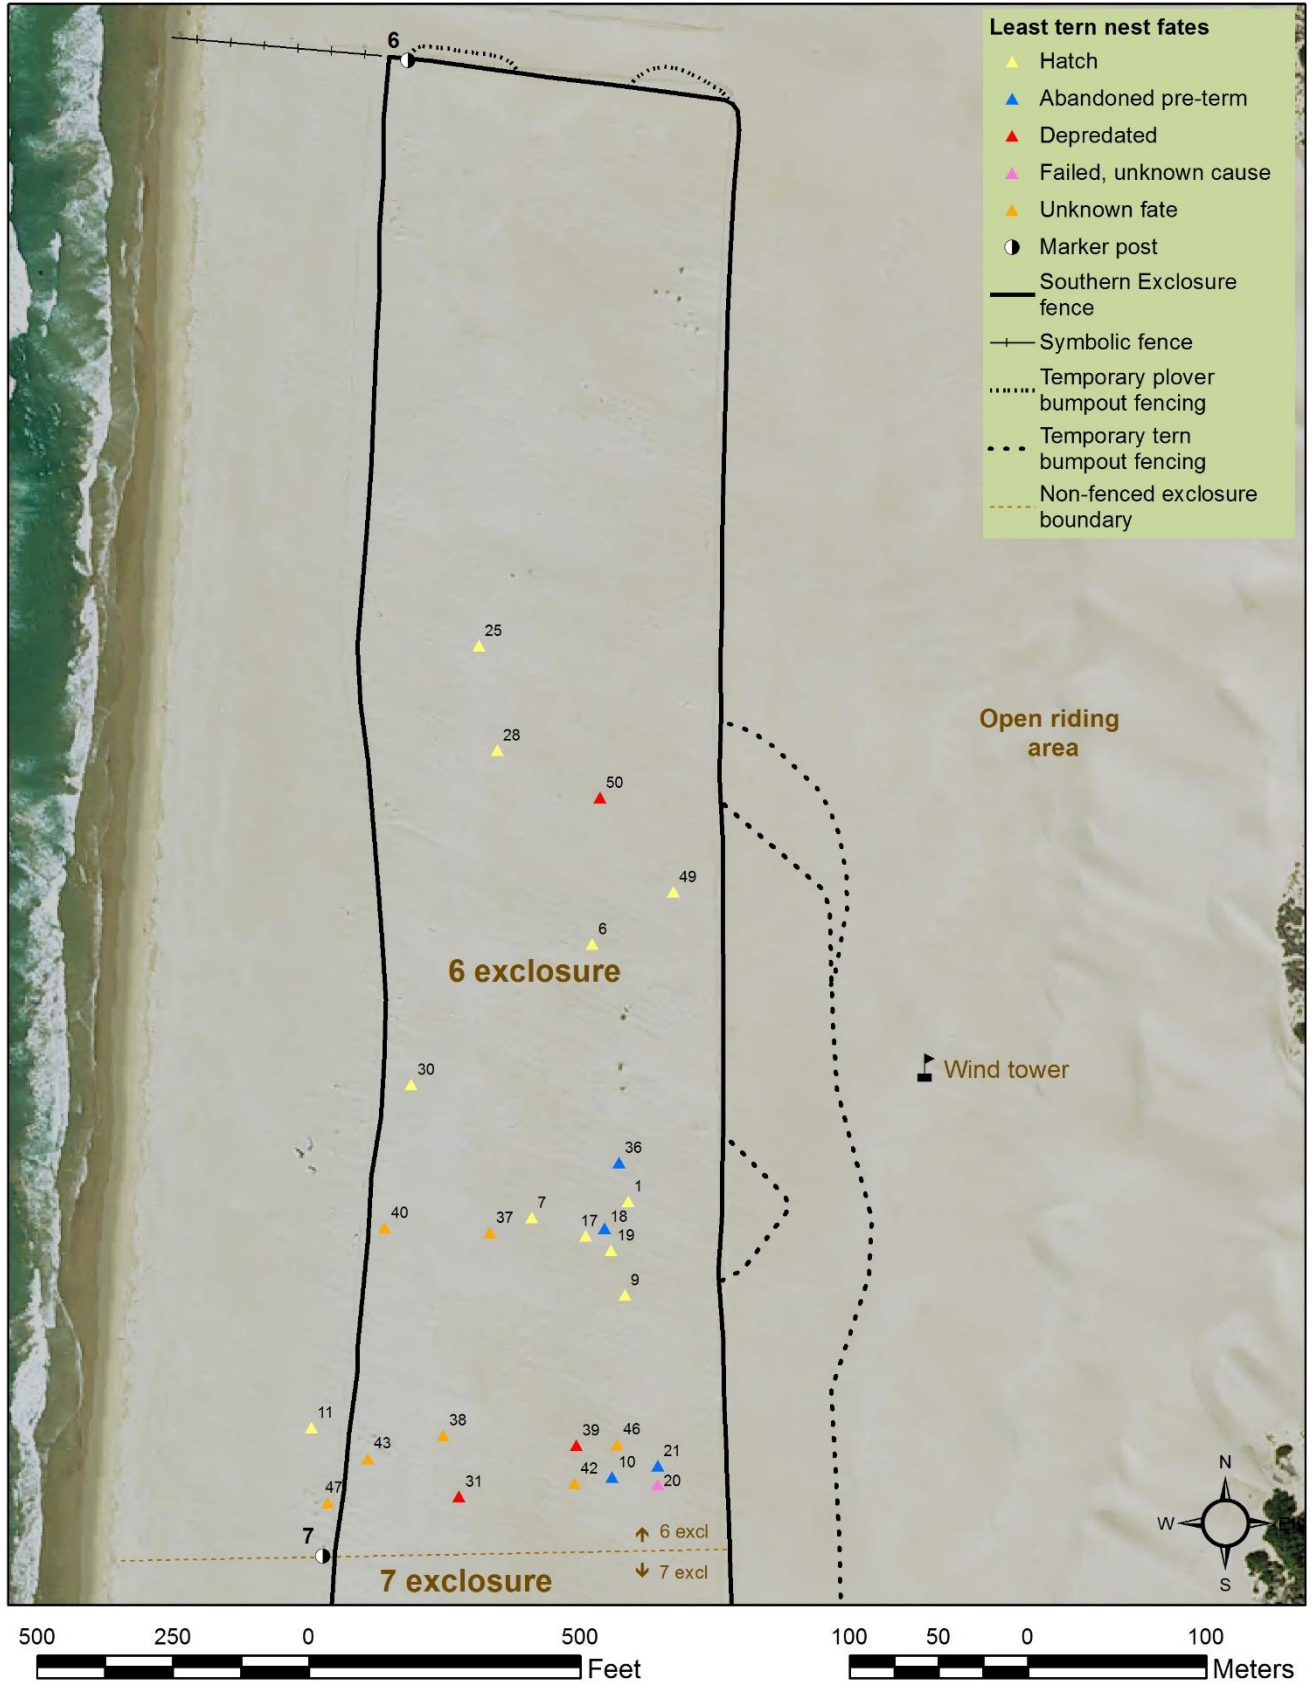 6
Least tern nest fates
Hatch
Abandoned pre-term
Depredated
Failed, unknown cause
Unknown fate
Marker post
Southern Exclosure
fence
Symbolic fence
Temporary plover
bumpout fencing
Temporary tern
bumpout fencing
Non-fenced exclosure
boundary
25
28
50
Open riding
area
49
6
6 exclosure
30
Wind tower
36
1
7
40
37
17
18
19
9
11
38
43
39
46
21
10
42
20
31
47
7
6 excl
7 excl
7 exclosure
N
W
E
S
500 250 0 500 Feet
100 50 0 100 Meters